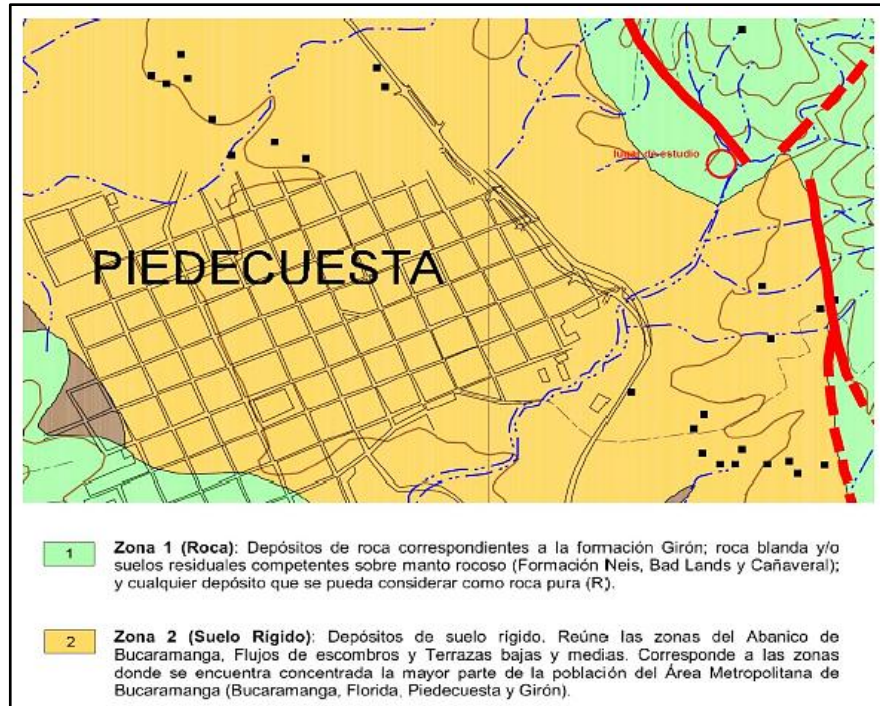 lugar de estudio
PIEDECUESTA
1 Zona 1 (Roca): Depósitos de roca correspondientes a la formación Girón; roca blanda y/o
suelos residuales competentes sobre manto rocoso (Formación Neis, Bad Lands y Cañaveral);
y cualquier depósito que se pueda considerar como roca pura (R).
2 Zona 2 (Suelo Rígido): Depósitos de suelo rígido. Reúne las zonas del Abanico de
Bucaramanga, Flujos de escombros y Terrazas bajas y medias. Corresponde a las zonas
donde se encuentra concentrada la mayor parte de la población del Área Metropolitana de
Bucaramanga (Bucaramanga, Florida, Piedecuesta y Girón).